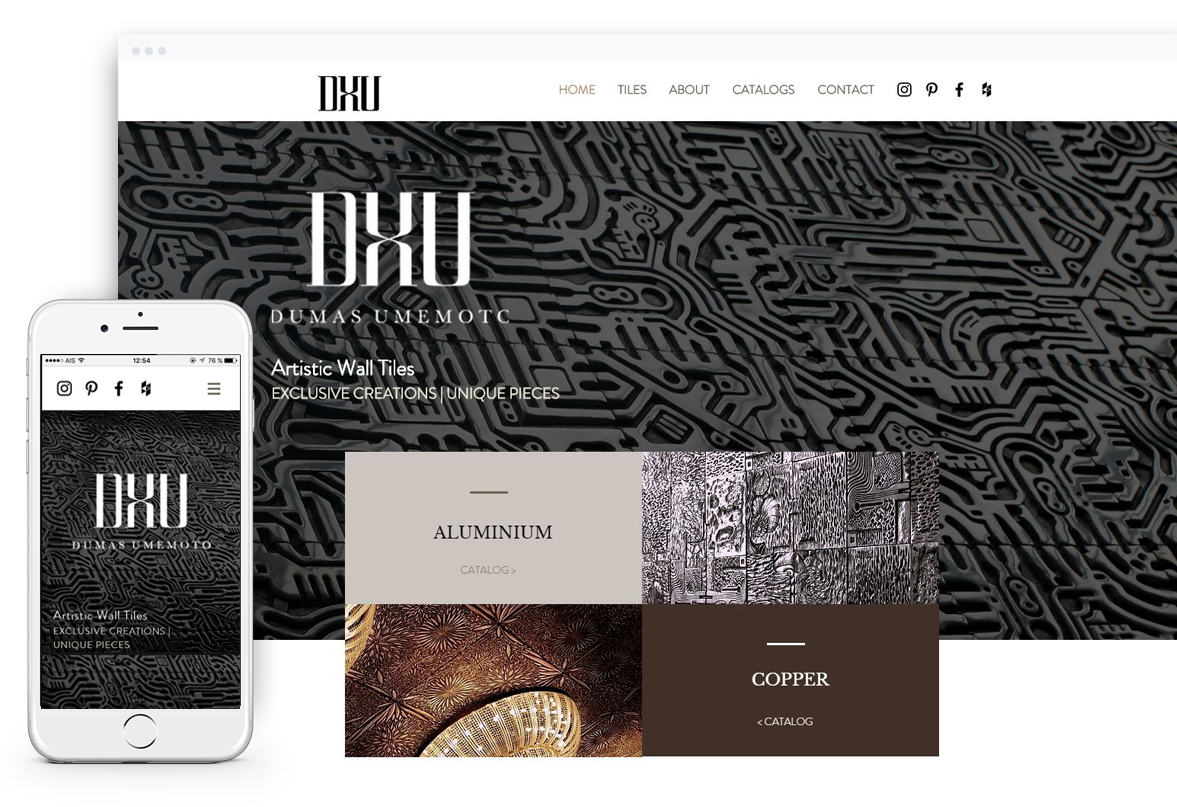 DXU
HOME TILES ABOUT CATALOGS CONTACT
DXU
DUMAS UMEMOTO
Artistic Wall Tiles
EXCLUSIVE CREATIONS | UNIQUE PIECES
ALUMINIUM
CATALOG >
COPPER
< CATALOG
AIS 12:54 76 %
DXU
DUMAS UMEMOTO
Artistic Wall Tiles
EXCLUSIVE CREATIONS |
UNIQUE PIECES